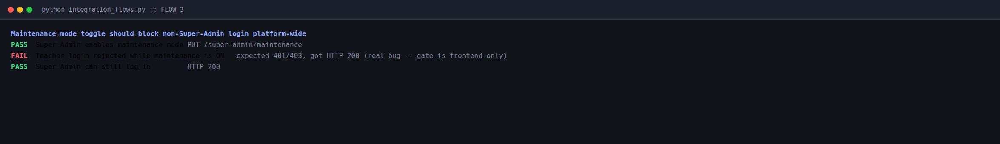 python integration_flows.py :: FLOW 3
Maintenance mode toggle should block non-Super-Admin login platform-wide
PASS  Super Admin enables maintenance mode PUT /super-admin/maintenance
FAIL  Teacher login rejected while maintenance is ON   expected 401/403, got HTTP 200 (real bug -- gate is frontend-only)
PASS  Super Admin can still log in         HTTP 200